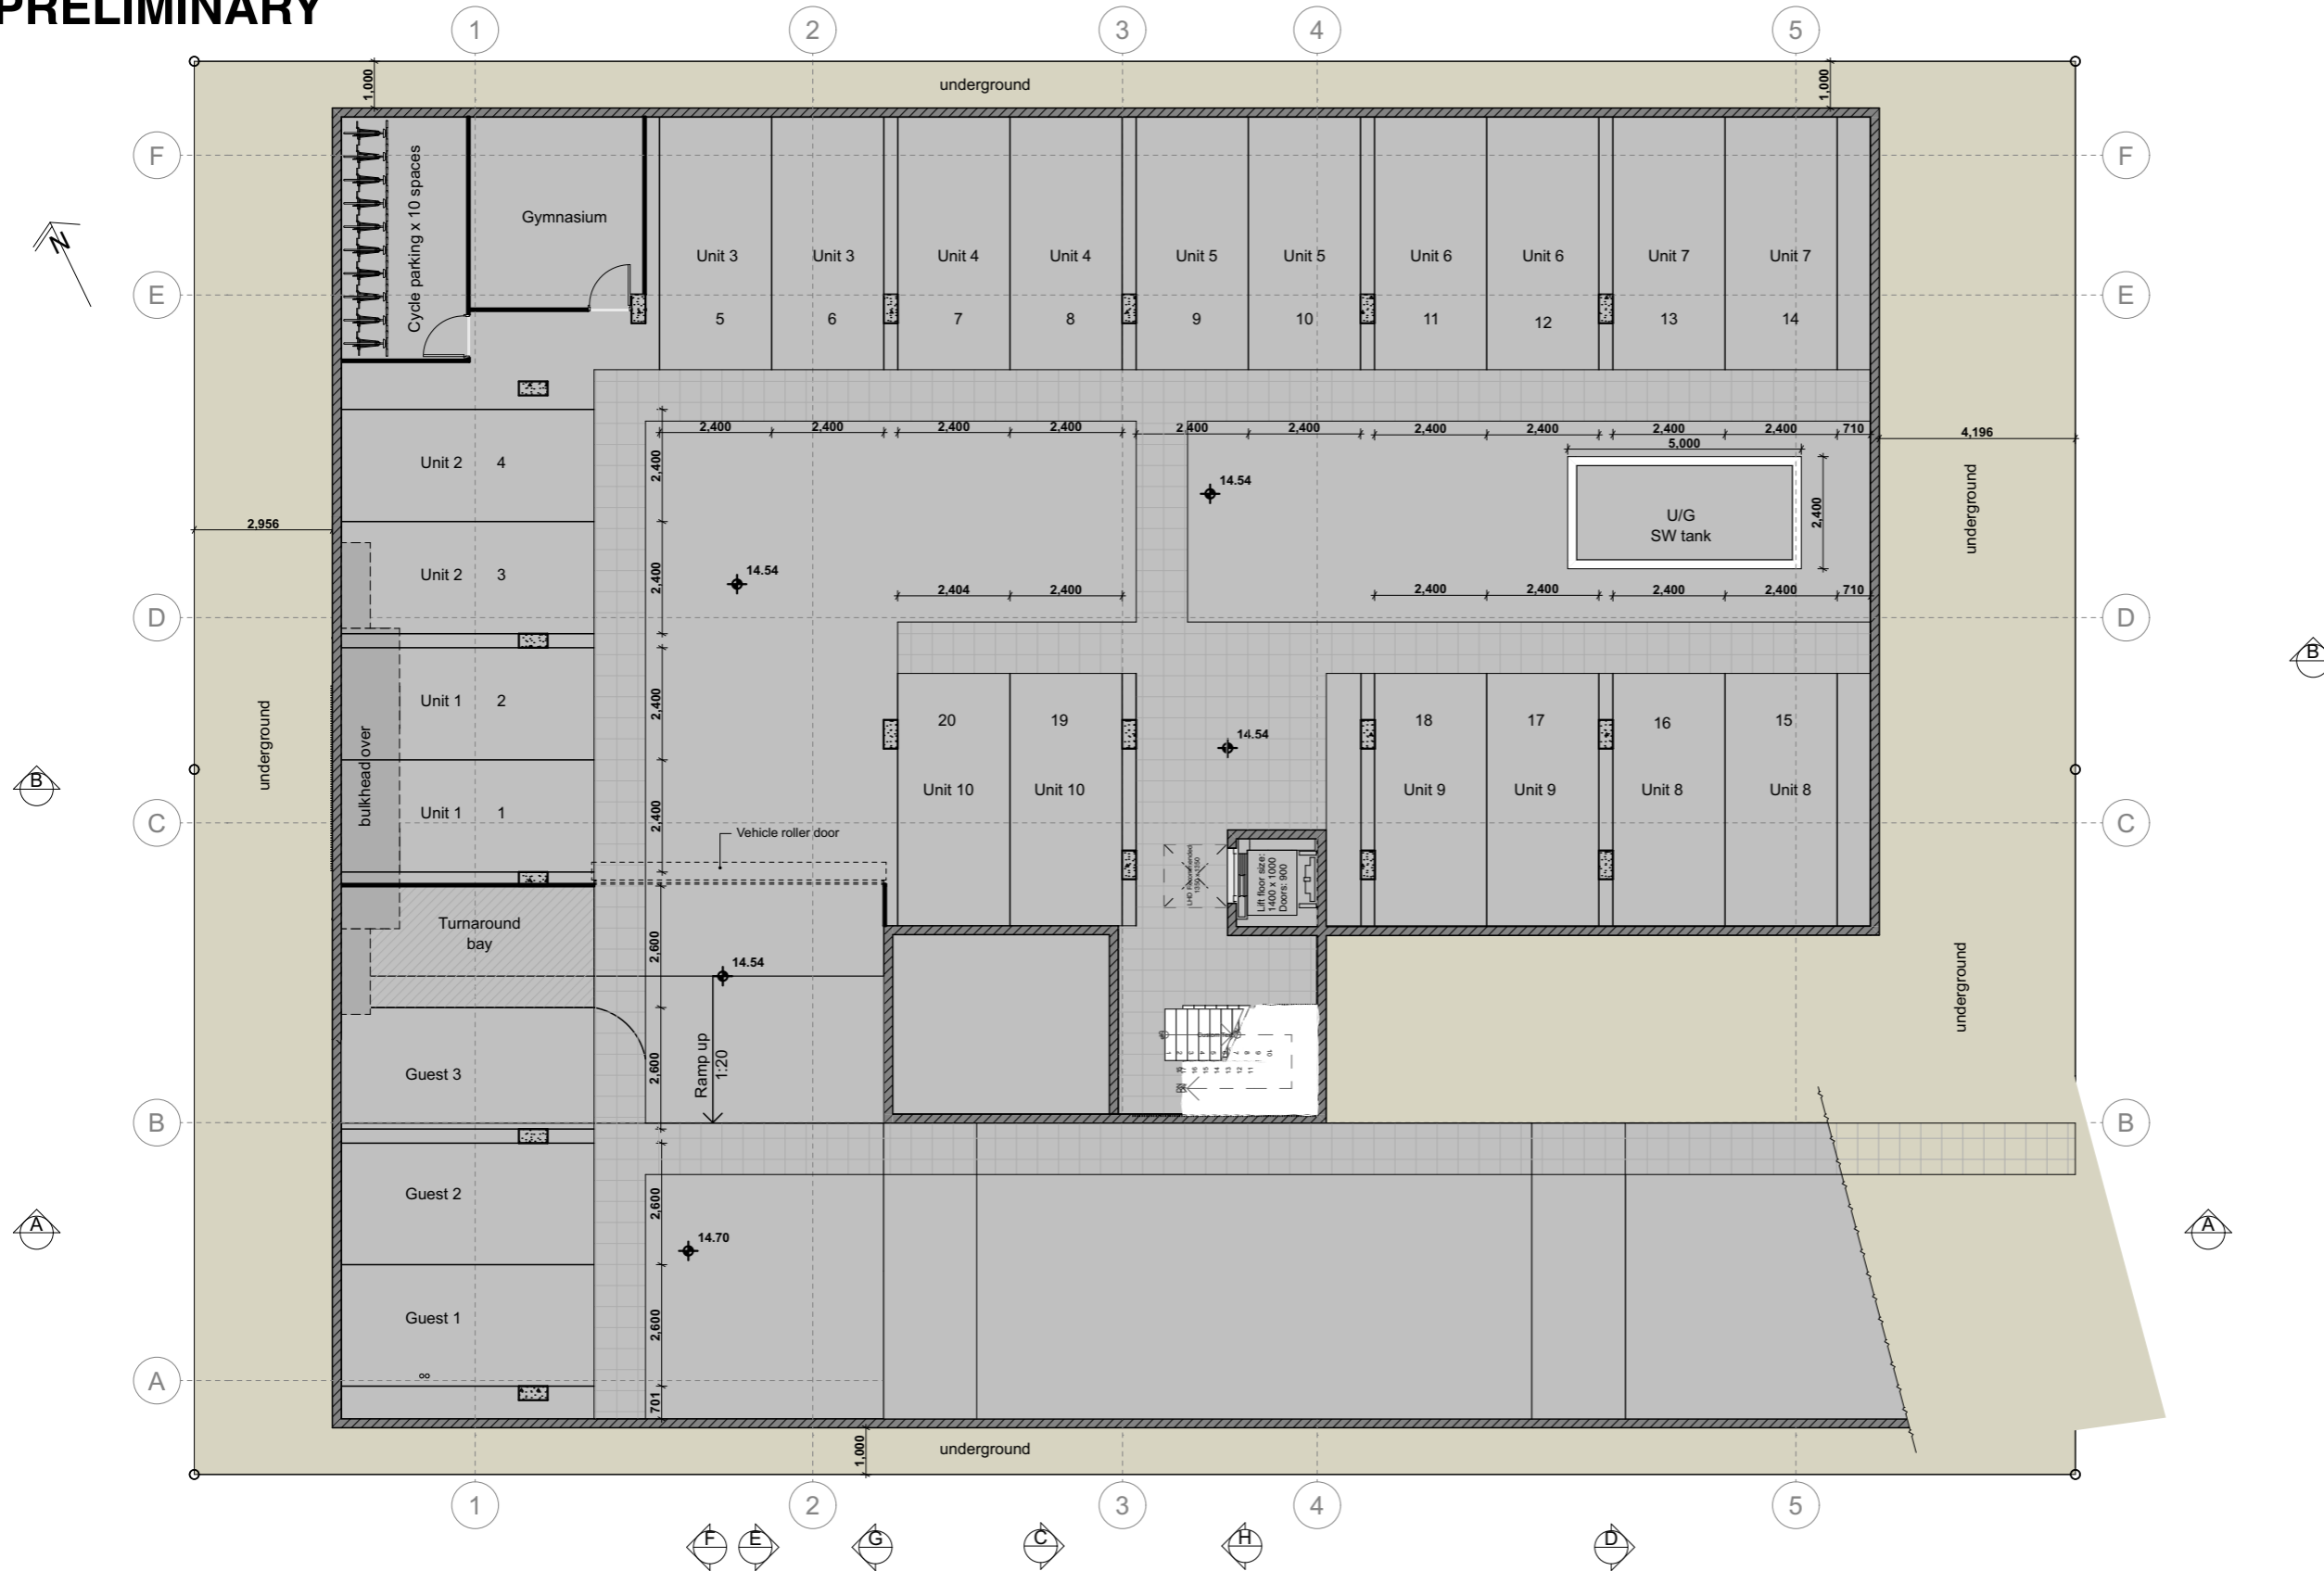 PRELIMINARY
1
2
3
4
5
1,000
underground
1,000
F
F
Cycle parking x 10 spaces
Gymnasium
N
Unit 3
Unit 3
Unit 4
Unit 4
Unit 5
Unit 5
Unit 6
Unit 6
Unit 7
Unit 7
E
E
5
6
7
8
9
10
11
12
13
14
2,400
2,400
2,400
2,400
2,400
2,400
2,400
2,400
2,400
2,400
710
5,000
4,196
Unit 2
4
2,400
14.54
2,400
underground
2,956
U/G
SW tank
Unit 2
3
2,400
14.54
2,404
2,400
2,400
2,400
2,400
2,400
710
D
D
B
Unit 1
2
2,400
20
19
14.54
18
17
16
15
underground
bulkhead over
B
Unit 10
Unit 10
Unit 9
Unit 9
Unit 8
Unit 8
Unit 1
1
2,400
C
C
Vehicle roller door
Lift floor size:
1400 x 1000
Doors: 900
Turnaround
bay
2,600
14.54
underground
Guest 3
2,600
Ramp up
1:20
B
B
Guest 2
2,600
A
A
14.70
Guest 1
2,600
A
701
1,000
underground
1
2
3
4
5
F
E
G
C
H
D